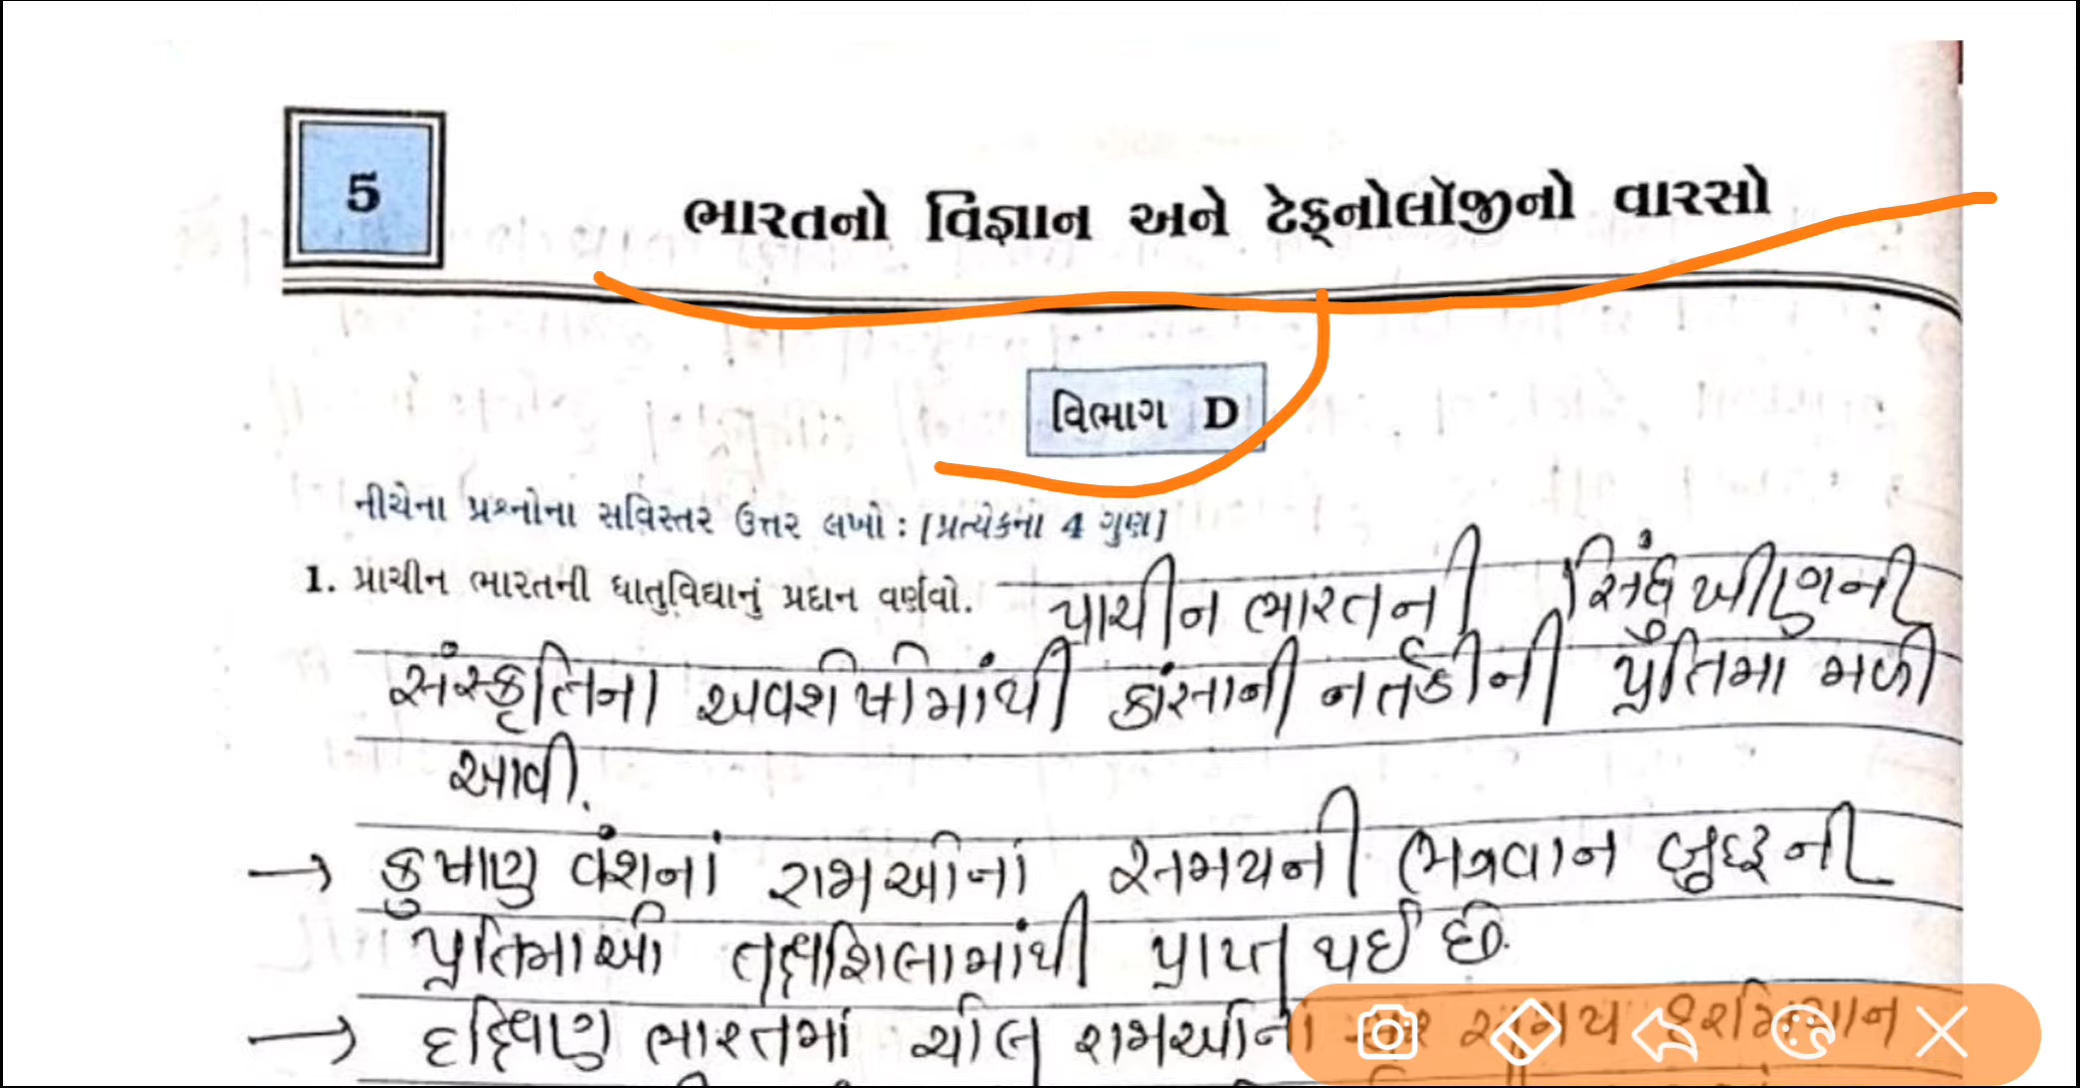 5
ભારતનો વિજ્ઞાન અને ટેક્નોલૉજીનો વારસો
વિભાગ D
નીચેના પ્રશ્નોના સવિસ્તર ઉત્તર લખો : [પ્રત્યેકના 4 ગુણ]
1. પ્રાચીન ભારતની ધાતુવિદ્યાનું પ્રદાન વર્ણવો. પ્રાચીન ભારતની સિંધુ ખીણની
સંસ્કૃતિના અવશેષોમાંથી કાંસાની નર્તકીની પ્રતિમા મળી
આવી.
→ કુષાણ વંશનાં રાજાઓનાં સમયની ભગવાન બુદ્ધની
પ્રતિમાઓ તક્ષશિલામાંથી પ્રાપ્ત થઈ છે.
→ દક્ષિણ ભારતમાં ચોલ રાજાઓના સમય દરમિયાન